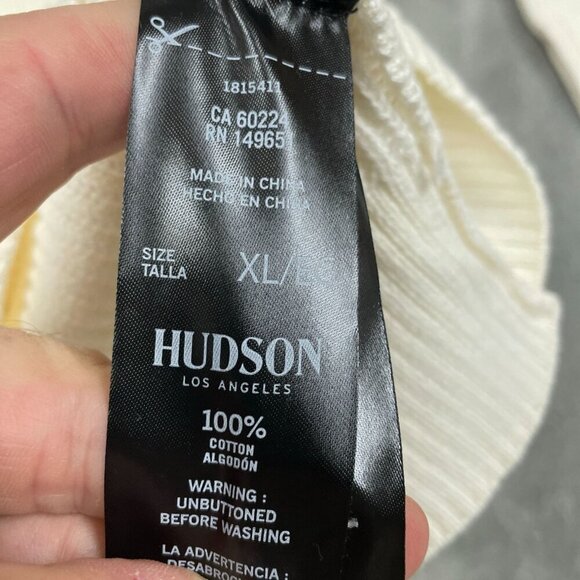 1815411
CA 60224
RN 14965
MADE IN CHINA
HECHO EN CHINA
SIZE
TALLA
XL/
HUDSON
LOS ANGELES
100%
COTTON
ALGODÓN
WARNING :
UNBUTTONED
BEFORE WASHING
LA ADVERTENCIA :